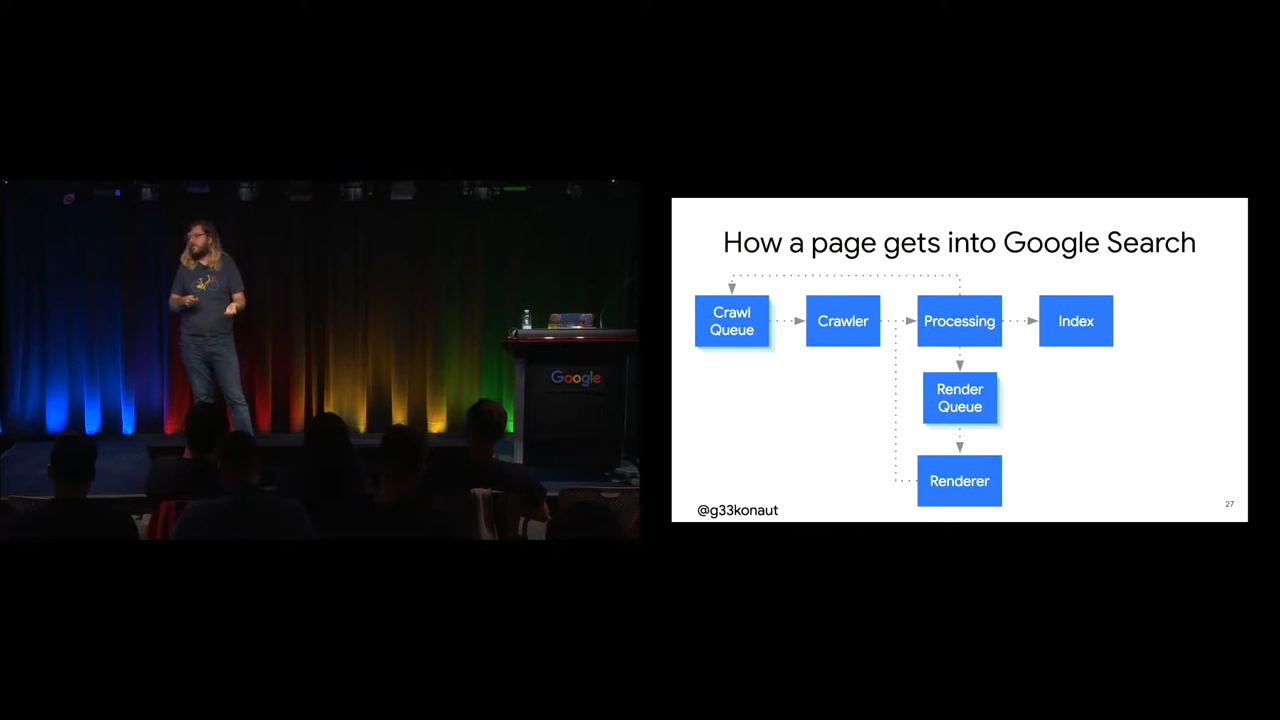 Google
How a page gets into Google Search
Crawl
Queue
Crawler
Processing
Index
Render
Queue
Renderer
@g33konaut
27